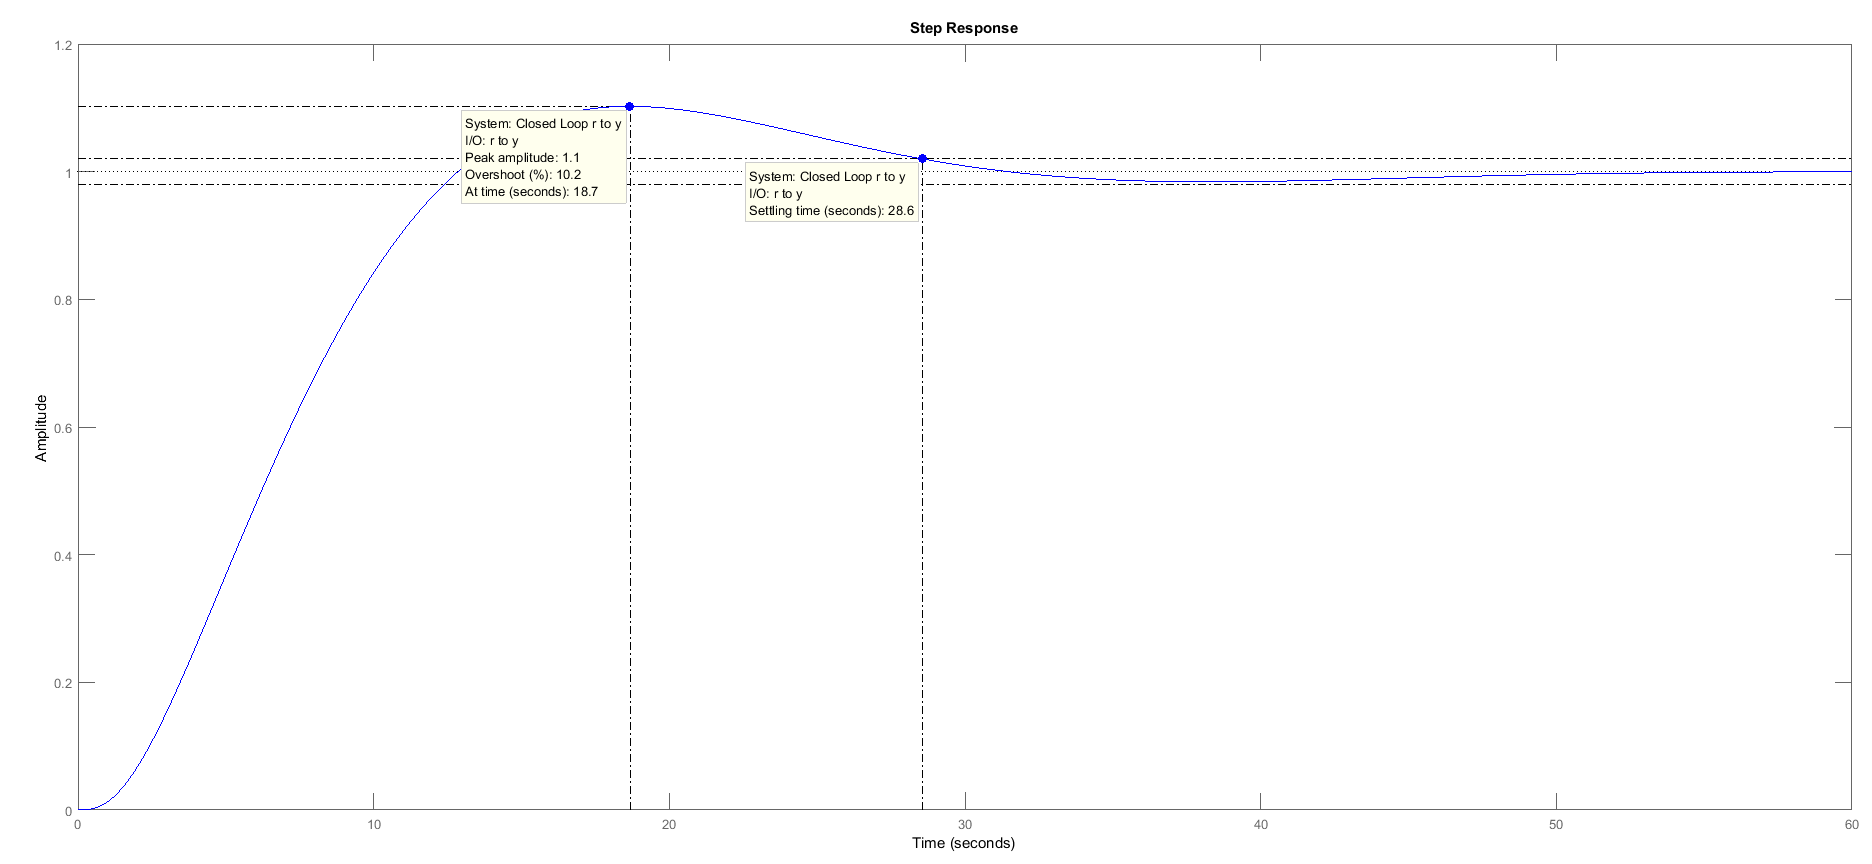 Step Response
1.2
1
0.8
0.6
0.4
0.2
0
Amplitude
System: Closed Loop r to y
I/O: r to y
Peak amplitude: 1.1
Overshoot (%): 10.2
At time (seconds): 18.7
System: Closed Loop r to y
I/O: r to y
Settling time (seconds): 28.6
0 10 20 30 40 50 60
Time (seconds)